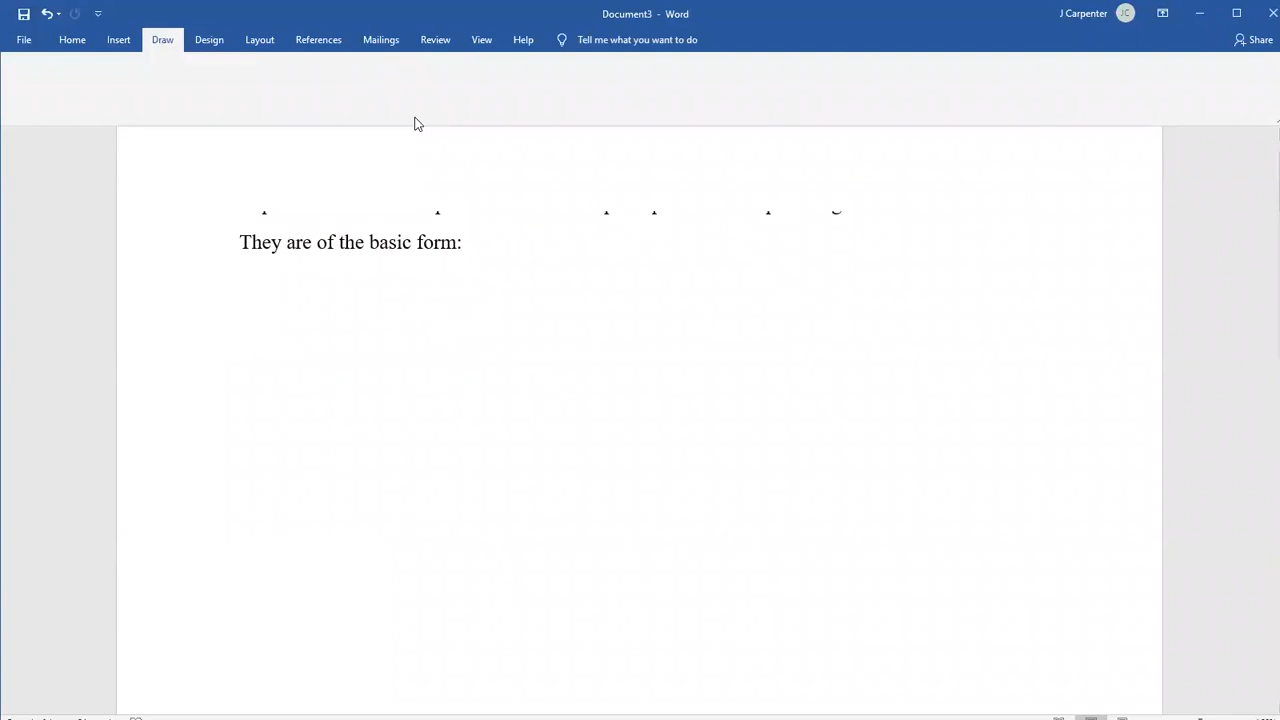 Document3 - Word
J Carpenter JC
File Home Insert Draw Design Layout References Mailings Review View Help Tell me what you want to do Share
They are of the basic form: